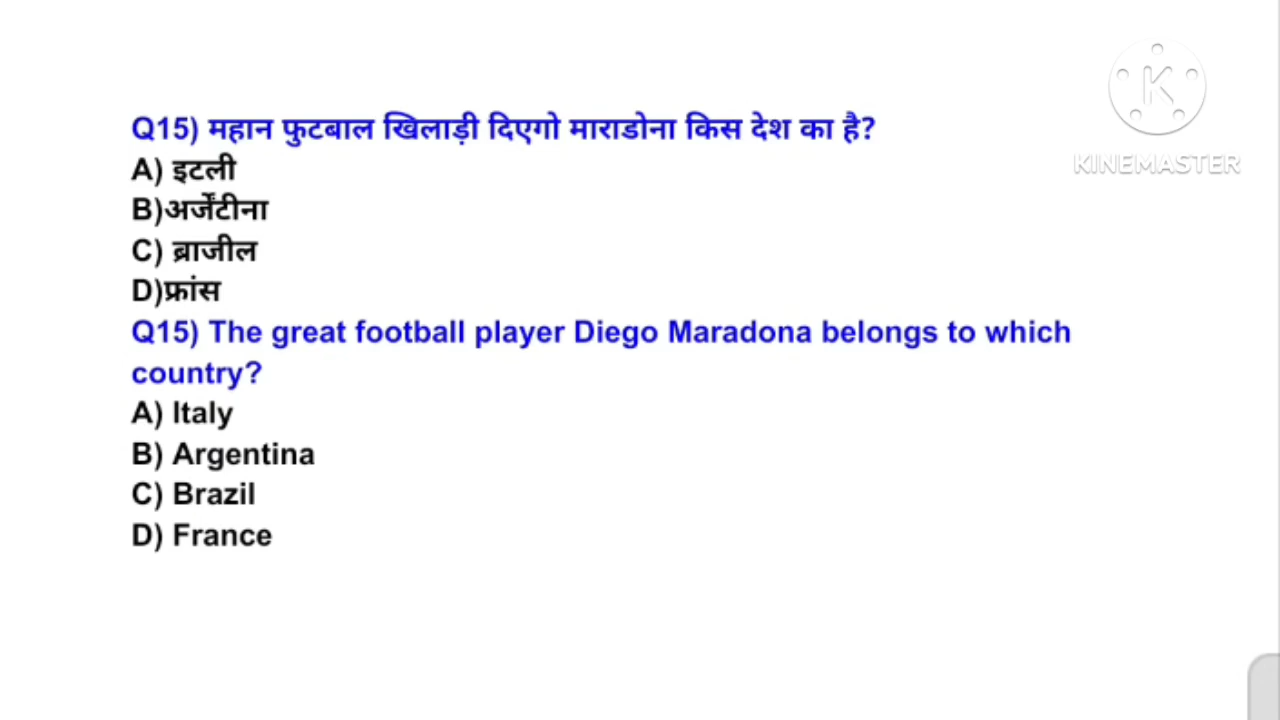 Q15) महान फुटबाल खिलाड़ी दिएगो माराडोना किस देश का है?
A) इटली
B)अर्जेंटीना
C) ब्राजील
D)फ्रांस
Q15) The great football player Diego Maradona belongs to which
country?
A) Italy
B) Argentina
C) Brazil
D) France
K
KINEMASTER